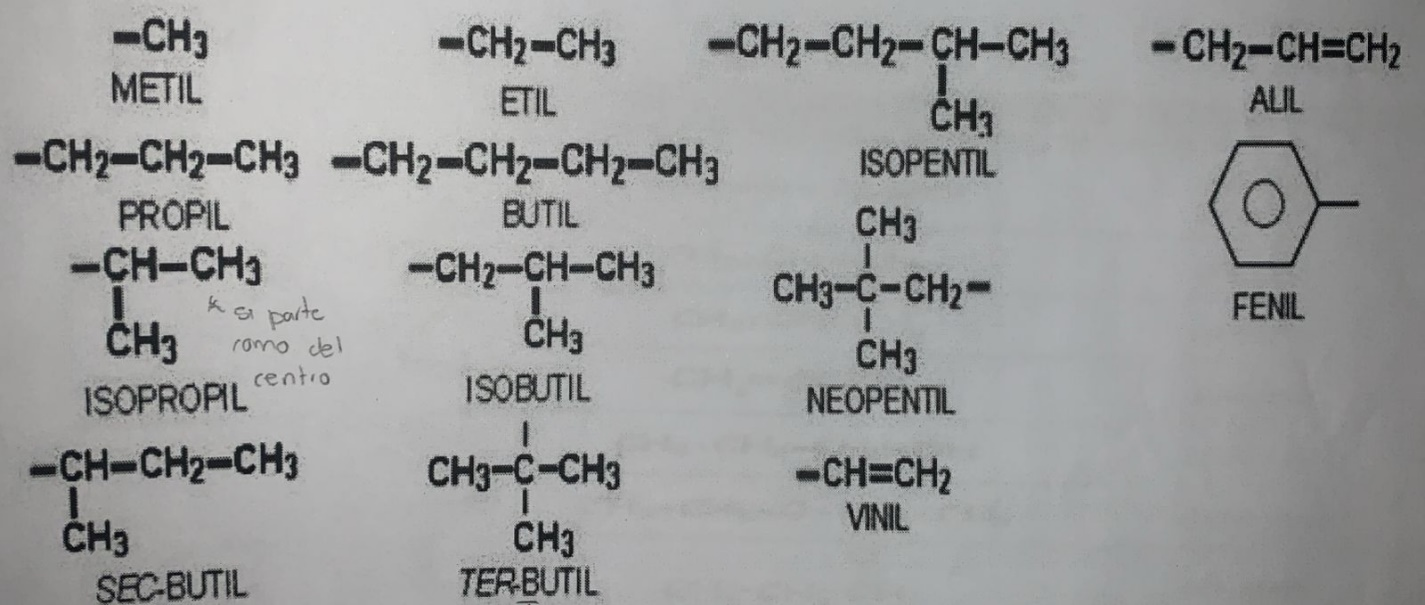 -CH3
METIL
-CH2-CH3
ETIL
-CH2-CH2-CH-CH3
CH3
ISOPENTIL
-CH2-CH=CH2
ALIL
-CH2-CH2-CH3
PROPIL
-CH2-CH2-CH2-CH3
BUTIL
-CH-CH3
CH3
ISOPROPIL
* si parte
ramo del
centro
-CH2-CH-CH3
CH3
ISOBUTIL
CH3
CH3-C-CH2-
CH3
NEOPENTIL
FENIL
-CH-CH2-CH3
CH3
SEC-BUTIL
CH3-C-CH3
CH3
TER-BUTIL
-CH=CH2
VINIL